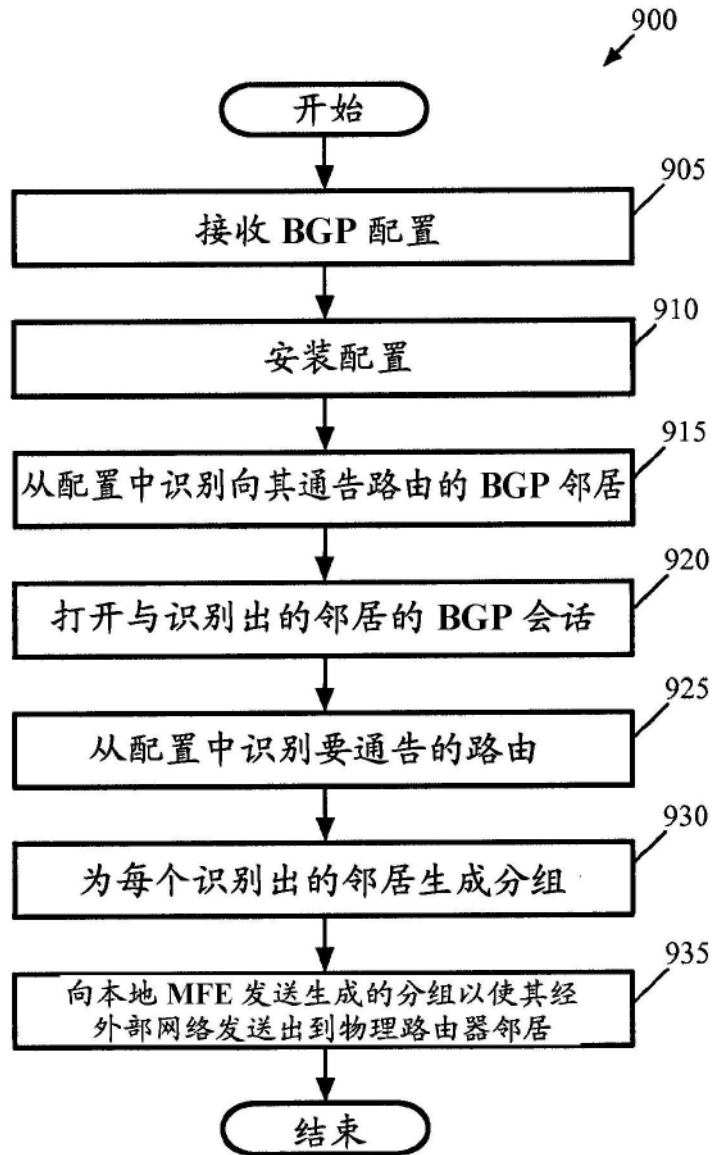 900
开始
905
接收 BGP 配置
910
安装配置
915
从配置中识别向其通告路由的 BGP 邻居
920
打开与识别出的邻居的 BGP 会话
925
从配置中识别要通告的路由
930
为每个识别出的邻居生成分组
935
向本地 MFE 发送生成的分组以使其经
外部网络发送出到物理路由器邻居
结束